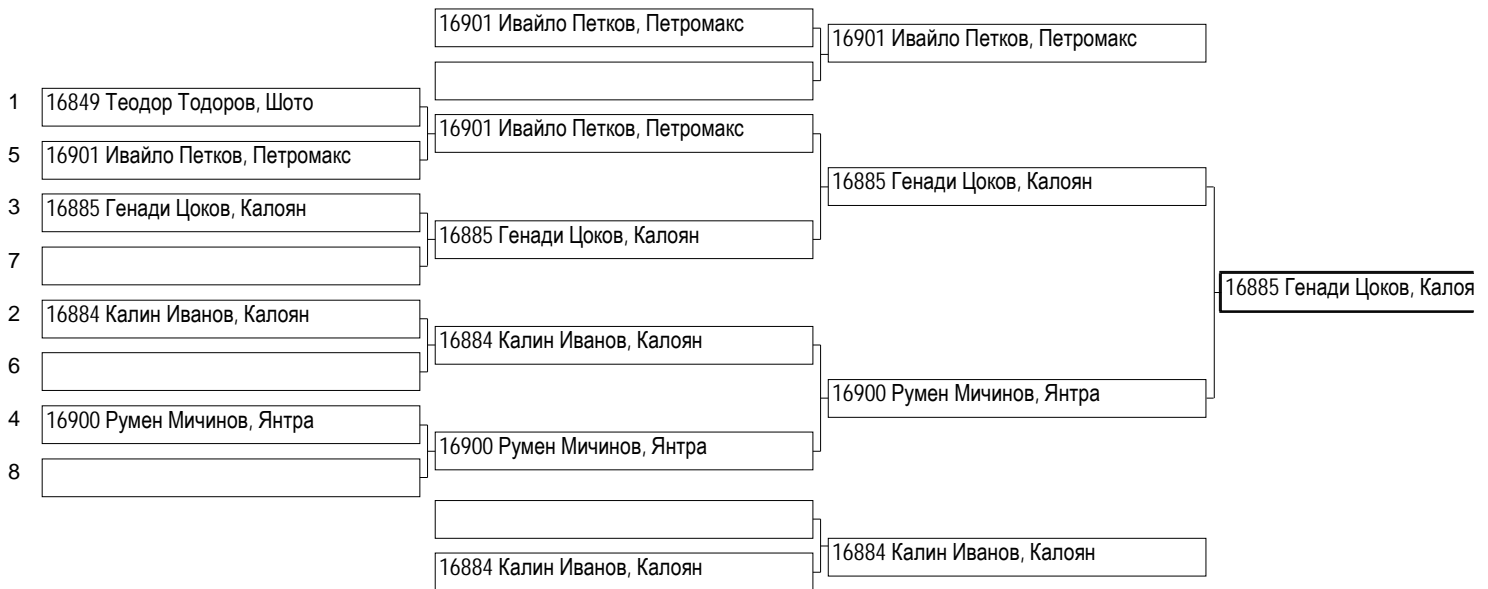 16901 Ивайло Петков, Петромакс
16901 Ивайло Петков, Петромакс
1 16849 Теодор Тодоров, Шото
16901 Ивайло Петков, Петромакс
5 16901 Ивайло Петков, Петромакс
16885 Генади Цоков, Калоян
3 16885 Генади Цоков, Калоян
16885 Генади Цоков, Калоян
7
16885 Генади Цоков, Калоя
2 16884 Калин Иванов, Калоян
16884 Калин Иванов, Калоян
6
16900 Румен Мичинов, Янтра
4 16900 Румен Мичинов, Янтра
16900 Румен Мичинов, Янтра
8
16884 Калин Иванов, Калоян
16884 Калин Иванов, Калоян